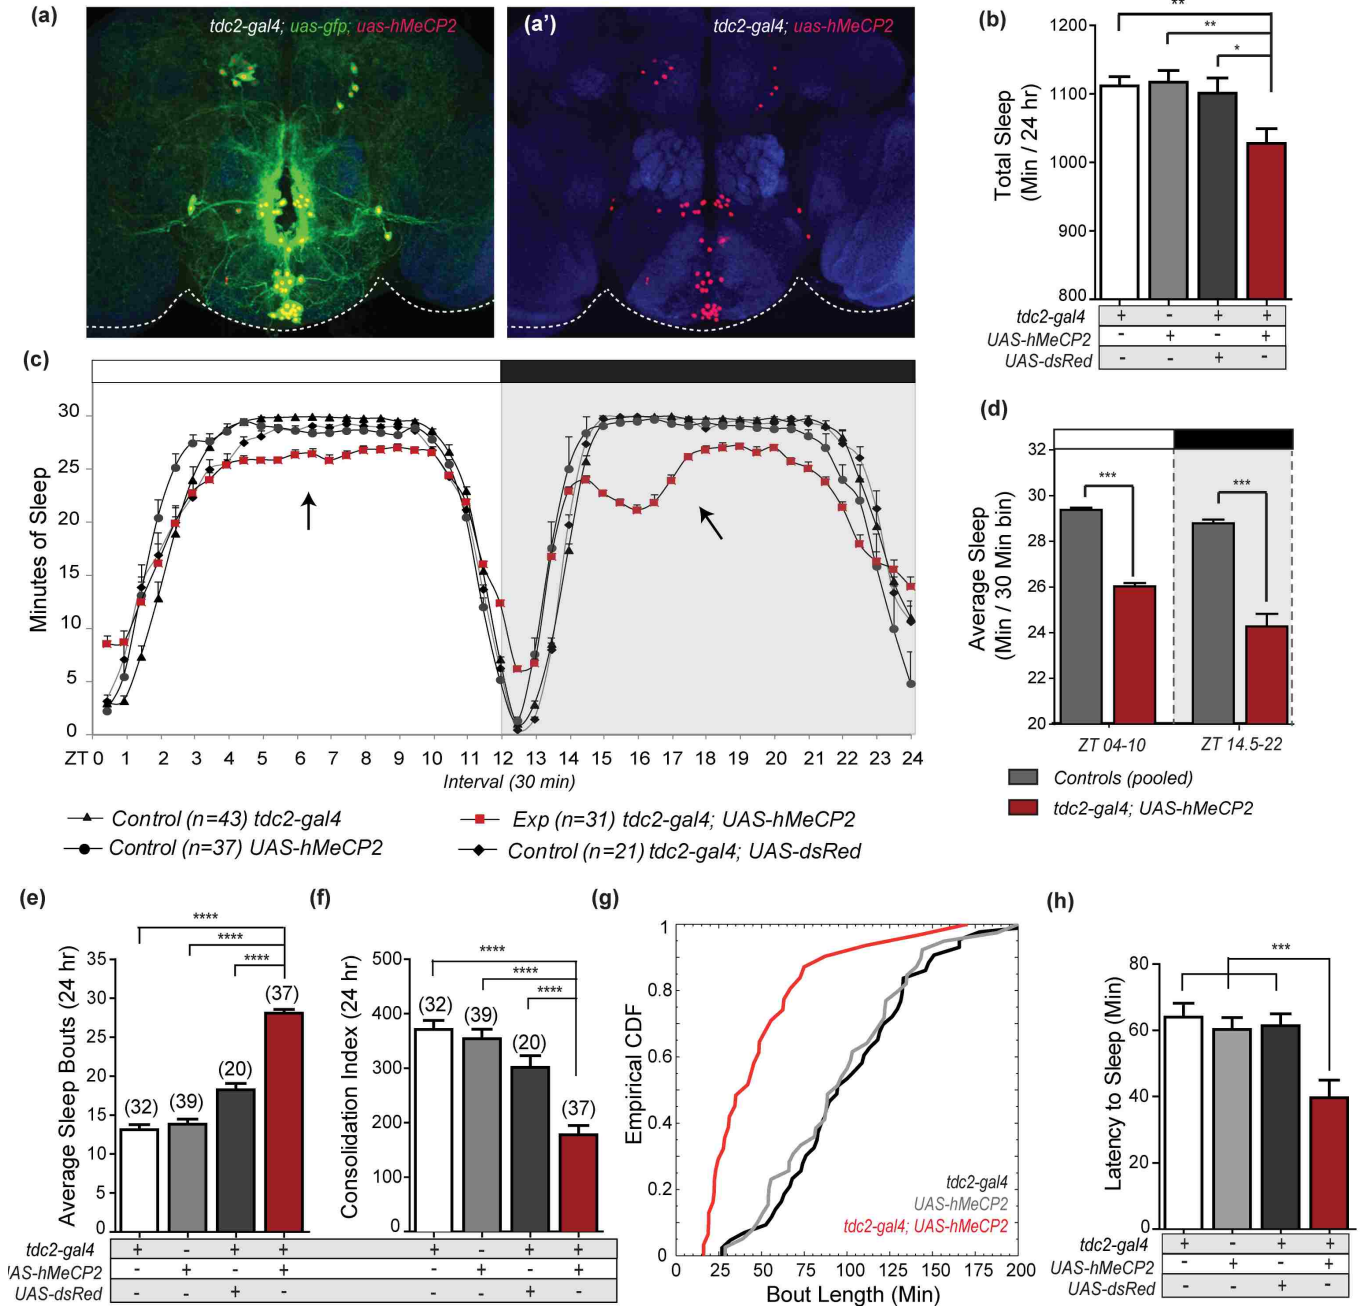 (a)
tdc2-gal4; uas-gfp; uas-hMeCP2
(a')
tdc2-gal4; uas-hMeCP2
(b)
**
**
*
1200
1100
1000
900
800
Total Sleep
(Min / 24 hr)
tdc2-gal4 + - + +
UAS-hMeCP2 - + - +
UAS-dsRed - - + -
(c)
30
25
20
15
10
5
0
Minutes of Sleep
ZT 0 1 2 3 4 5 6 7 8 9 10 11 12 13 14 15 16 17 18 19 20 21 22 23 24
Interval (30 min)
Control (n=43) tdc2-gal4
Exp (n=31) tdc2-gal4; UAS-hMeCP2
Control (n=37) UAS-hMeCP2
Control (n=21) tdc2-gal4; UAS-dsRed
(d)
32
30
28
26
24
22
20
Average Sleep
(Min / 30 Min bin)
***
***
ZT 04-10
ZT 14.5-22
Controls (pooled)
tdc2-gal4; UAS-hMeCP2
(e)
****
****
****
35
30
25
20
15
10
5
0
Average Sleep Bouts (24 hr)
(32)
(39)
(20)
(37)
tdc2-gal4 + - + +
UAS-hMeCP2 - + - +
UAS-dsRed - - + -
(f)
****
****
****
500
400
300
200
100
0
Consolidation Index (24 hr)
(32)
(39)
(20)
(37)
+ - + +
- + - +
- - + -
(g)
1
0.8
0.6
0.4
0.2
0
Empirical CDF
tdc2-gal4
UAS-hMeCP2
tdc2-gal4; UAS-hMeCP2
0 25 50 75 100 125 150 175 200
Bout Length (Min)
(h)
***
80
60
40
20
0
Latency to Sleep (Min)
tdc2-gal4 + - + +
UAS-hMeCP2 - + - +
UAS-dsRed - - + -